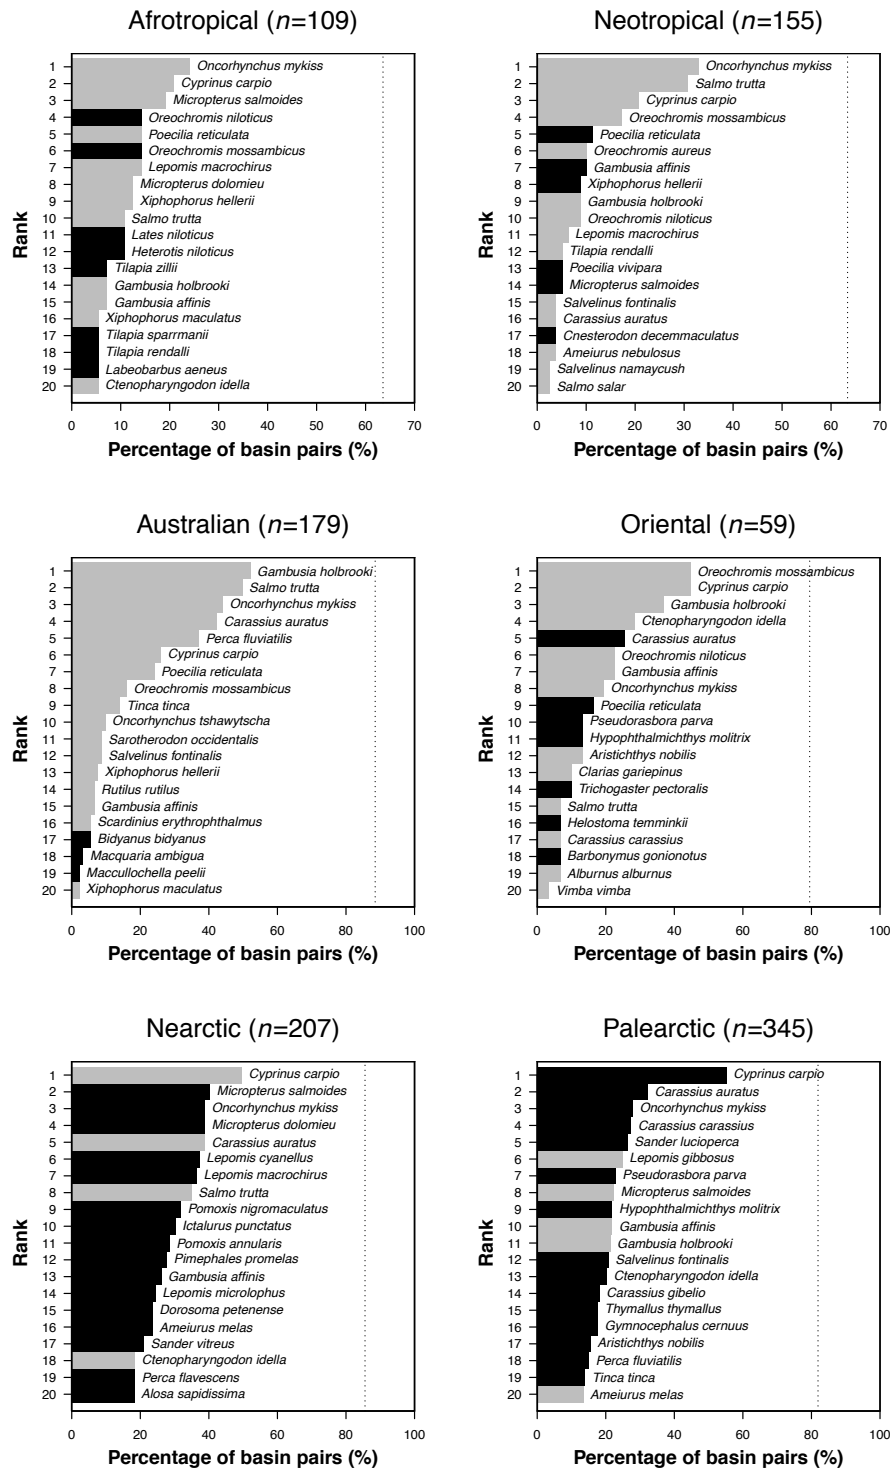 Afrotropical (n=109)
Rank
1 Oncorhynchus mykiss
2 Cyprinus carpio
3 Micropterus salmoides
4 Oreochromis niloticus
5 Poecilia reticulata
6 Oreochromis mossambicus
7 Lepomis macrochirus
8 Micropterus dolomieu
9 Xiphophorus hellerii
10 Salmo trutta
11 Lates niloticus
12 Heterotis niloticus
13 Tilapia zillii
14 Gambusia holbrooki
15 Gambusia affinis
16 Xiphophorus maculatus
17 Tilapia sparrmanii
18 Tilapia rendalli
19 Labeobarbus aeneus
20 Ctenopharyngodon idella
0 10 20 30 40 50 60 70
Percentage of basin pairs (%)
Neotropical (n=155)
Rank
1 Oncorhynchus mykiss
2 Salmo trutta
3 Cyprinus carpio
4 Oreochromis mossambicus
5 Poecilia reticulata
6 Oreochromis aureus
7 Gambusia affinis
8 Xiphophorus hellerii
9 Gambusia holbrooki
10 Oreochromis niloticus
11 Lepomis macrochirus
12 Tilapia rendalli
13 Poecilia vivipara
14 Micropterus salmoides
15 Salvelinus fontinalis
16 Carassius auratus
17 Cnesterodon decemmaculatus
18 Ameiurus nebulosus
19 Salvelinus namaycush
20 Salmo salar
0 10 20 30 40 50 60 70
Percentage of basin pairs (%)
Australian (n=179)
Rank
1 Gambusia holbrooki
2 Salmo trutta
3 Oncorhynchus mykiss
4 Carassius auratus
5 Perca fluviatilis
6 Cyprinus carpio
7 Poecilia reticulata
8 Oreochromis mossambicus
9 Tinca tinca
10 Oncorhynchus tshawytscha
11 Sarotherodon occidentalis
12 Salvelinus fontinalis
13 Xiphophorus hellerii
14 Rutilus rutilus
15 Gambusia affinis
16 Scardinius erythrophthalmus
17 Bidyanus bidyanus
18 Macquaria ambigua
19 Maccullochella peelii
20 Xiphophorus maculatus
0 20 40 60 80 100
Percentage of basin pairs (%)
Oriental (n=59)
Rank
1 Oreochromis mossambicus
2 Cyprinus carpio
3 Gambusia holbrooki
4 Ctenopharyngodon idella
5 Carassius auratus
6 Oreochromis niloticus
7 Gambusia affinis
8 Oncorhynchus mykiss
9 Poecilia reticulata
10 Pseudorasbora parva
11 Hypophthalmichthys molitrix
12 Aristichthys nobilis
13 Clarias gariepinus
14 Trichogaster pectoralis
15 Salmo trutta
16 Helostoma temminkii
17 Carassius carassius
18 Barbonymus gonionotus
19 Alburnus alburnus
20 Vimba vimba
0 20 40 60 80 100
Percentage of basin pairs (%)
Nearctic (n=207)
Rank
1 Cyprinus carpio
2 Micropterus salmoides
3 Oncorhynchus mykiss
4 Micropterus dolomieu
5 Carassius auratus
6 Lepomis cyanellus
7 Lepomis macrochirus
8 Salmo trutta
9 Pomoxis nigromaculatus
10 Ictalurus punctatus
11 Pomoxis annularis
12 Pimephales promelas
13 Gambusia affinis
14 Lepomis microlophus
15 Dorosoma petenense
16 Ameiurus melas
17 Sander vitreus
18 Ctenopharyngodon idella
19 Perca flavescens
20 Alosa sapidissima
0 20 40 60 80 100
Percentage of basin pairs (%)
Palearctic (n=345)
Rank
1 Cyprinus carpio
2 Carassius auratus
3 Oncorhynchus mykiss
4 Carassius carassius
5 Sander lucioperca
6 Lepomis gibbosus
7 Pseudorasbora parva
8 Micropterus salmoides
9 Hypophthalmichthys molitrix
10 Gambusia affinis
11 Gambusia holbrooki
12 Salvelinus fontinalis
13 Ctenopharyngodon idella
14 Carassius gibelio
15 Thymallus thymallus
16 Gymnocephalus cernuus
17 Aristichthys nobilis
18 Perca fluviatilis
19 Tinca tinca
20 Ameiurus melas
0 20 40 60 80 100
Percentage of basin pairs (%)